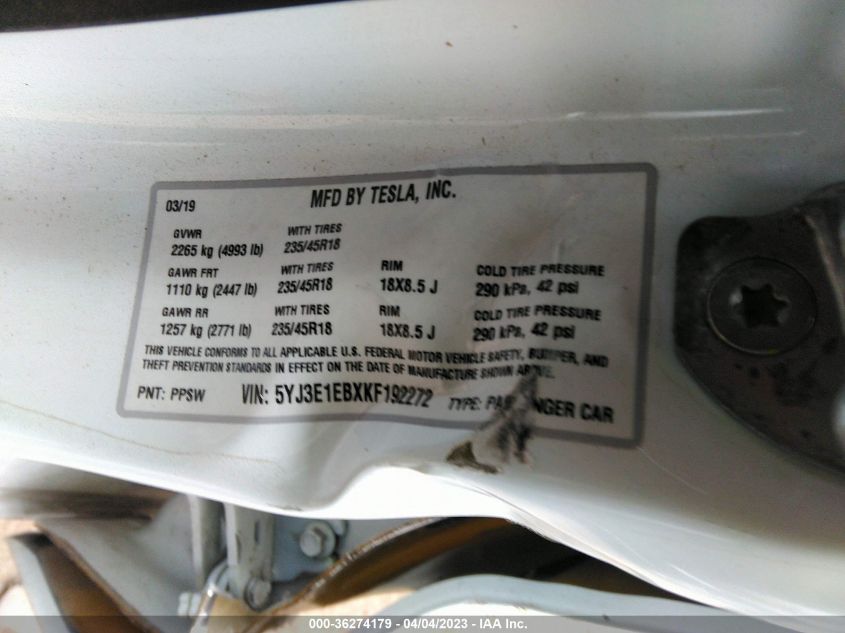 03/19 MFD BY TESLA, INC.
GVWR WITH TIRES
2265 kg (4993 lb) 235/45R18
GAWR FRT WITH TIRES RIM COLD TIRE PRESSURE
1110 kg (2447 lb) 235/45R18 18X8.5 J 290 kPa, 42 psi
GAWR RR WITH TIRES RIM COLD TIRE PRESSURE
1257 kg (2771 lb) 235/45R18 18X8.5 J 290 kPa, 42 psi
THIS VEHICLE CONFORMS TO ALL APPLICABLE U.S. FEDERAL MOTOR VEHICLE SAFETY, BUMPER, AND
THEFT PREVENTION STANDARDS IN EFFECT ON THE DATE OF MANUFACTURE SHOWN ABOVE.
PNT: PPSW VIN: 5YJ3E1EBXKF192272 TYPE: CAR
000-36274179 - 04/04/2023 - IAA Inc.